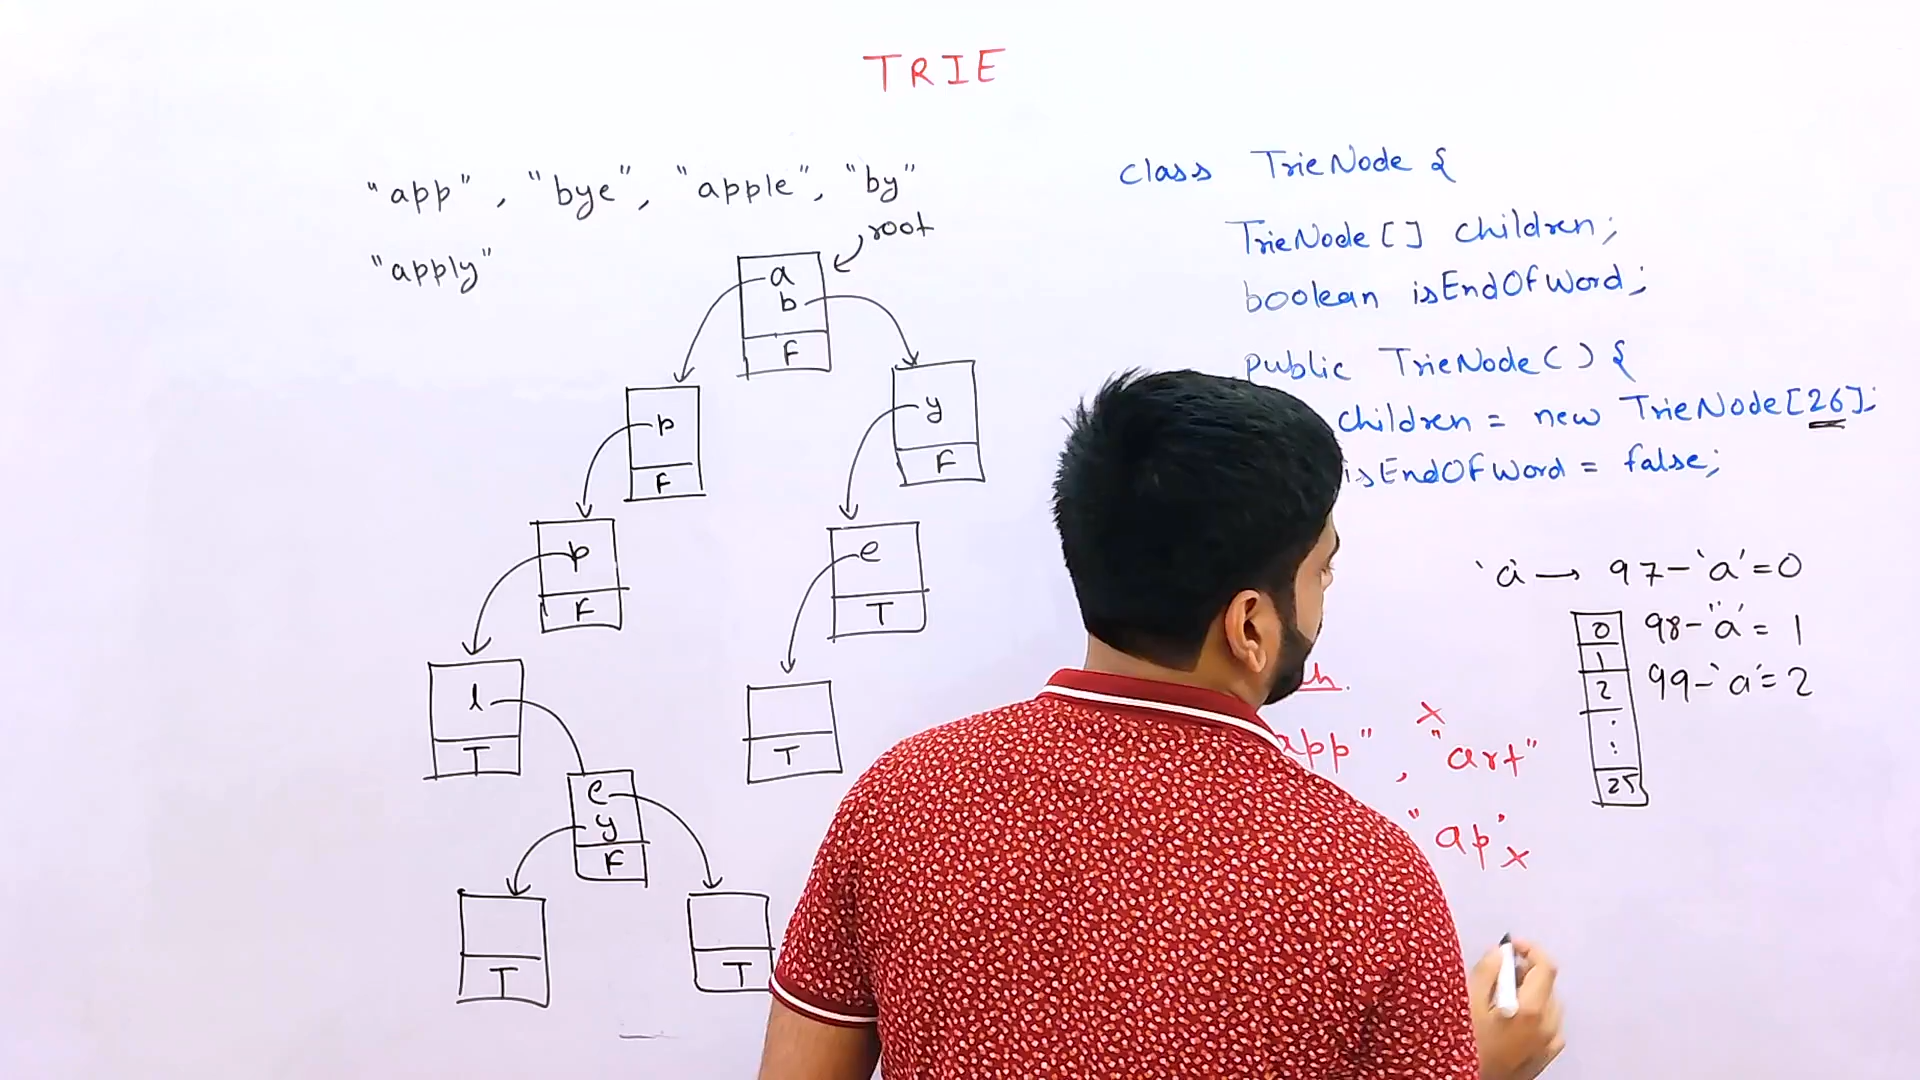 TRIE
"app", "bye", "apple", "by"
"apply"
root
a
b
F
p
F
y
F
p
F
e
T
l
T
T
e
y
F
T
T
class TrieNode {
TrieNode [] children;
boolean isEndOfWord;
public TrieNode() {
children = new TrieNode[26];
isEndOfWord = false;
'a → 97-'a'=0
98-'a' = 1
99-'a'=2
0
1
2
:
:
25
app", "art"
x
"ap" x